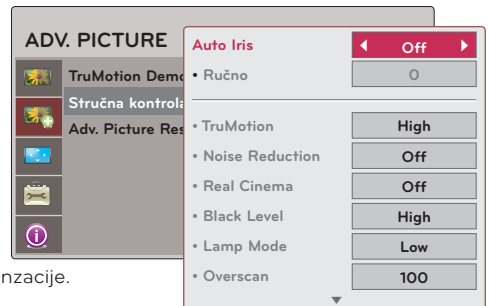 ADV. PICTURE
TruMotion Demo
Stručna kontrola
Adv. Picture Res
Auto Iris Off
• Ručno 0
• TruMotion High
• Noise Reduction Off
• Real Cinema Off
• Black Level High
• Lamp Mode Low
• Overscan 100
nzacije.